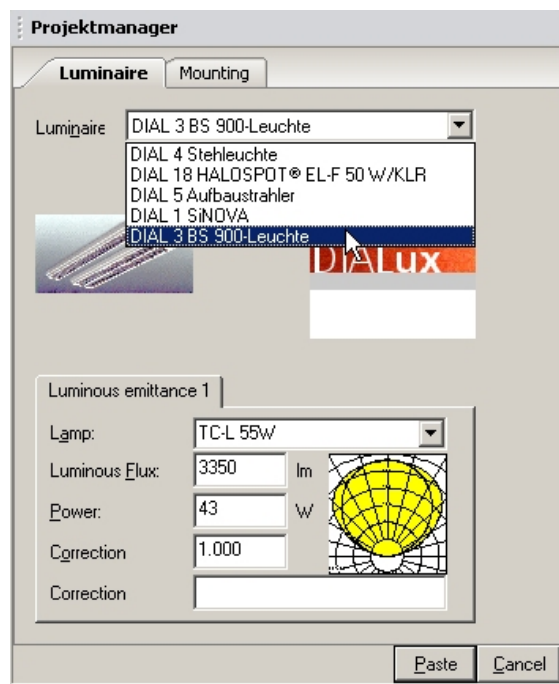 Projektmanager
Luminaire Mounting
Luminaire DIAL 3 BS 900-Leuchte
DIAL 4 Stehleuchte
DIAL 18 HALOSPOT® EL-F 50 W/KLR
DIAL 5 Aufbaustrahler
DIAL 1 SiNOVA
DIAL 3 BS 900-Leuchte
DIALux
Luminous emittance 1
Lamp: TC-L 55W
Luminous Flux: 3350 lm
Power: 43 W
Correction 1.000
Correction
Paste Cancel